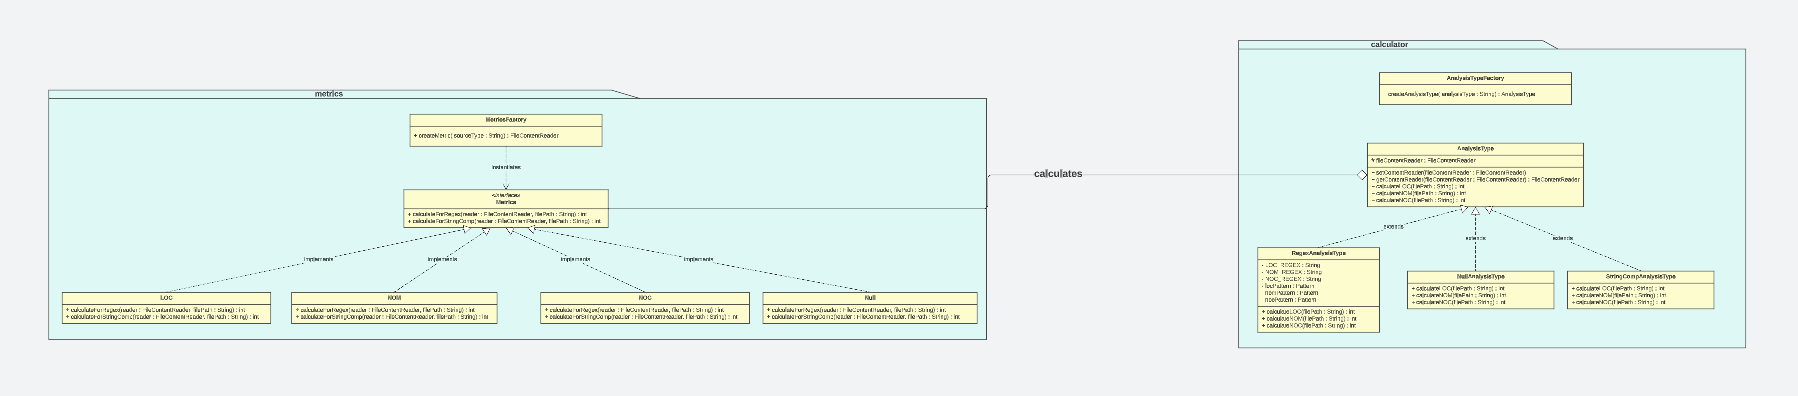 metrics
MetricsFactory
+ createMetric( sourceType : String) : FileContentReader
Instantiates
<Interface>
Metrics
+ calculateForRegex(reader : FileContentReader, filePath : String) : int
+ calculateForStringComp(reader : FileContentReader, filePath : String) : int
implements
implements
implements
implements
LOC
+ calculateForRegex(reader : FileContentReader, filePath : String) : int
+ calculateForStringComp(reader : FileContentReader, filePath : String) : int
NOM
+ calculateForRegex(reader : FileContentReader, filePath : String) : int
+ calculateForStringComp(reader : FileContentReader, filePath : String) : int
NOC
+ calculateForRegex(reader : FileContentReader, filePath : String) : int
+ calculateForStringComp(reader : FileContentReader, filePath : String) : int
Null
+ calculateForRegex(reader : FileContentReader, filePath : String) : int
+ calculateForStringComp(reader : FileContentReader, filePath : String) : int
calculates
calculator
AnalysisTypeFactory
createAnalysisType( analysisType : String) : AnalysisType
AnalysisType
# fileContentReader : FileContentReader
+ setContentReader(fileContentReader : FileContentReader)
+ getContentReader(fileContentReader : FileContentReader) : FileContentReader
+ calculateLOC(filePath : String) : int
+ calculateNOM(filePath : String) : int
+ calculateNOC(filePath : String) : int
extends
extends
extends
RegexAnalysisType
- LOC_REGEX : String
- NOM_REGEX : String
- NOC_REGEX : String
- locPattern : Pattern
nomPattern : Pattern
nocPattern : Pattern
+ calculateLOC(filePath : String) : int
+ calculateNOM(filePath : String) : int
+ calculateNOC(filePath : String) : int
NullAnalysisType
+ calculateLOC(filePath : String) : int
+ calculateNOM(filePath : String) : int
+ calculateNOC(filePath : String) : int
StringCompAnalysisType
+ calculateLOC(filePath : String) : int
+ calculateNOM(filePath : String) : int
+ calculateNOC(filePath : String) : int